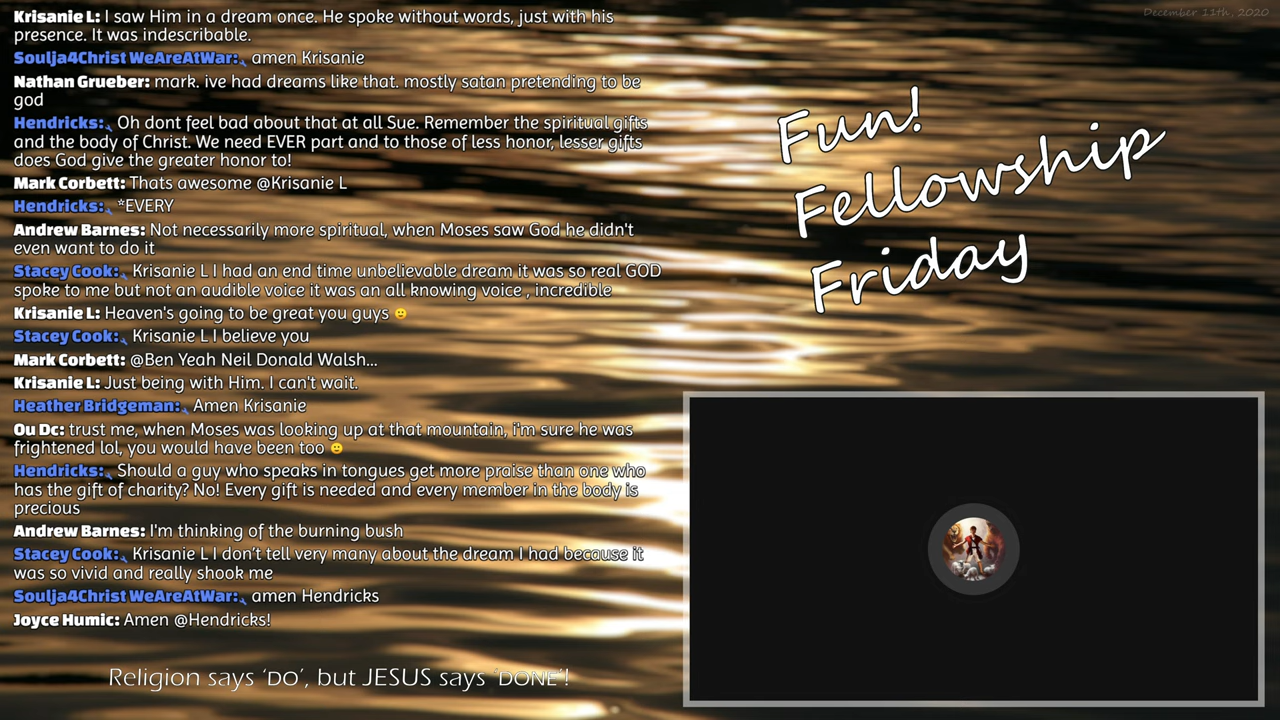 Krisanie L: I saw Him in a dream once. He spoke without words, just with his
presence. It was indescribable.
Soulja4Christ WeAreAtWar: amen Krisanie
Nathan Grueber: mark. ive had dreams like that. mostly satan pretending to be
god
Hendricks: Oh dont feel bad about that at all Sue. Remember the spiritual gifts
and the body of Christ. We need EVER part and to those of less honor, lesser gifts
does God give the greater honor to!
Mark Corbett: Thats awesome @Krisanie L
Hendricks: *EVERY
Andrew Barnes: Not necessarily more spiritual, when Moses saw God he didn't
even want to do it
Stacey Cook: Krisanie L I had an end time unbelievable dream it was so real GOD
spoke to me but not an audible voice it was an all knowing voice , incredible
Krisanie L: Heaven's going to be great you guys 🙂
Stacey Cook: Krisanie L I believe you
Mark Corbett: @Ben Yeah Neil Donald Walsh...
Krisanie L: Just being with Him. I can't wait.
Heather Bridgeman: Amen Krisanie
Ou Dc: trust me, when Moses was looking up at that mountain, i'm sure he was
frightened lol, you would have been too 🙂
Hendricks: Should a guy who speaks in tongues get more praise than one who
has the gift of charity? No! Every gift is needed and every member in the body is
precious
Andrew Barnes: I'm thinking of the burning bush
Stacey Cook: Krisanie L I don't tell very many about the dream I had because it
was so vivid and really shook me
Soulja4Christ WeAreAtWar: amen Hendricks
Joyce Humic: Amen @Hendricks!
Religion says ‘DO’, but JESUS says ‘DONE’!
December 11th, 2020
Fun!
Fellowship
Friday